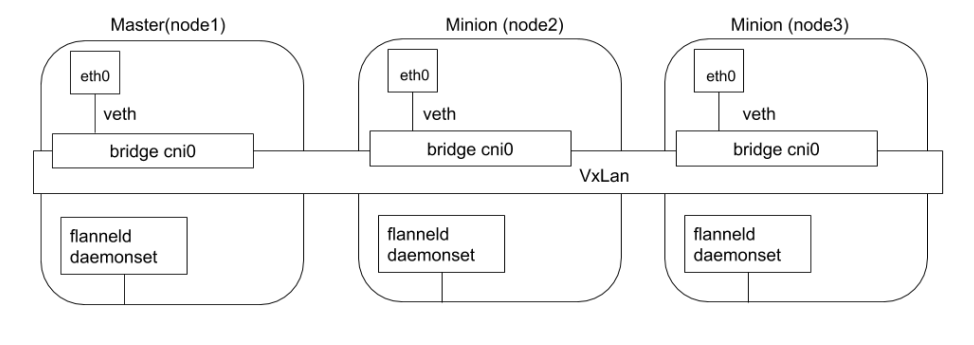 Master(node1)
Minion (node2)
Minion (node3)
eth0
eth0
eth0
veth
veth
veth
bridge cni0
bridge cni0
bridge cni0
VxLan
flanneld
daemonset
flanneld
daemonset
flanneld
daemonset